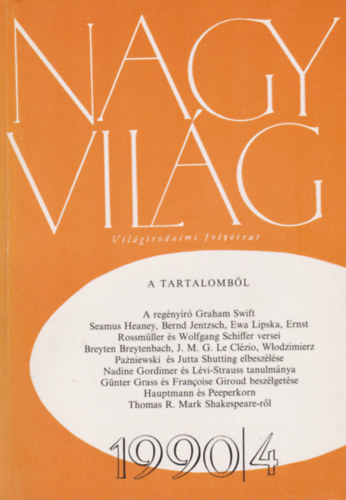 NAGY
VILÁG
Világirodalmi folyóirat
A TARTALOMBÓL
A regényíró Graham Swift
Seamus Heaney, Bernd Jentzsch, Ewa Lipska, Ernst
Rossmüller és Wolfgang Schiffer versei
Breyten Breytenbach, J. M. G. Le Clézio, Włodzimierz
Paźniewski és Jutta Shutting elbeszélése
Nadine Gordimer és Lévi-Strauss tanulmánya
Günter Grass és Françoise Giroud beszélgetése
Hauptmann és Peeperkorn
Thomas R. Mark Shakespeare-ről
1990/4